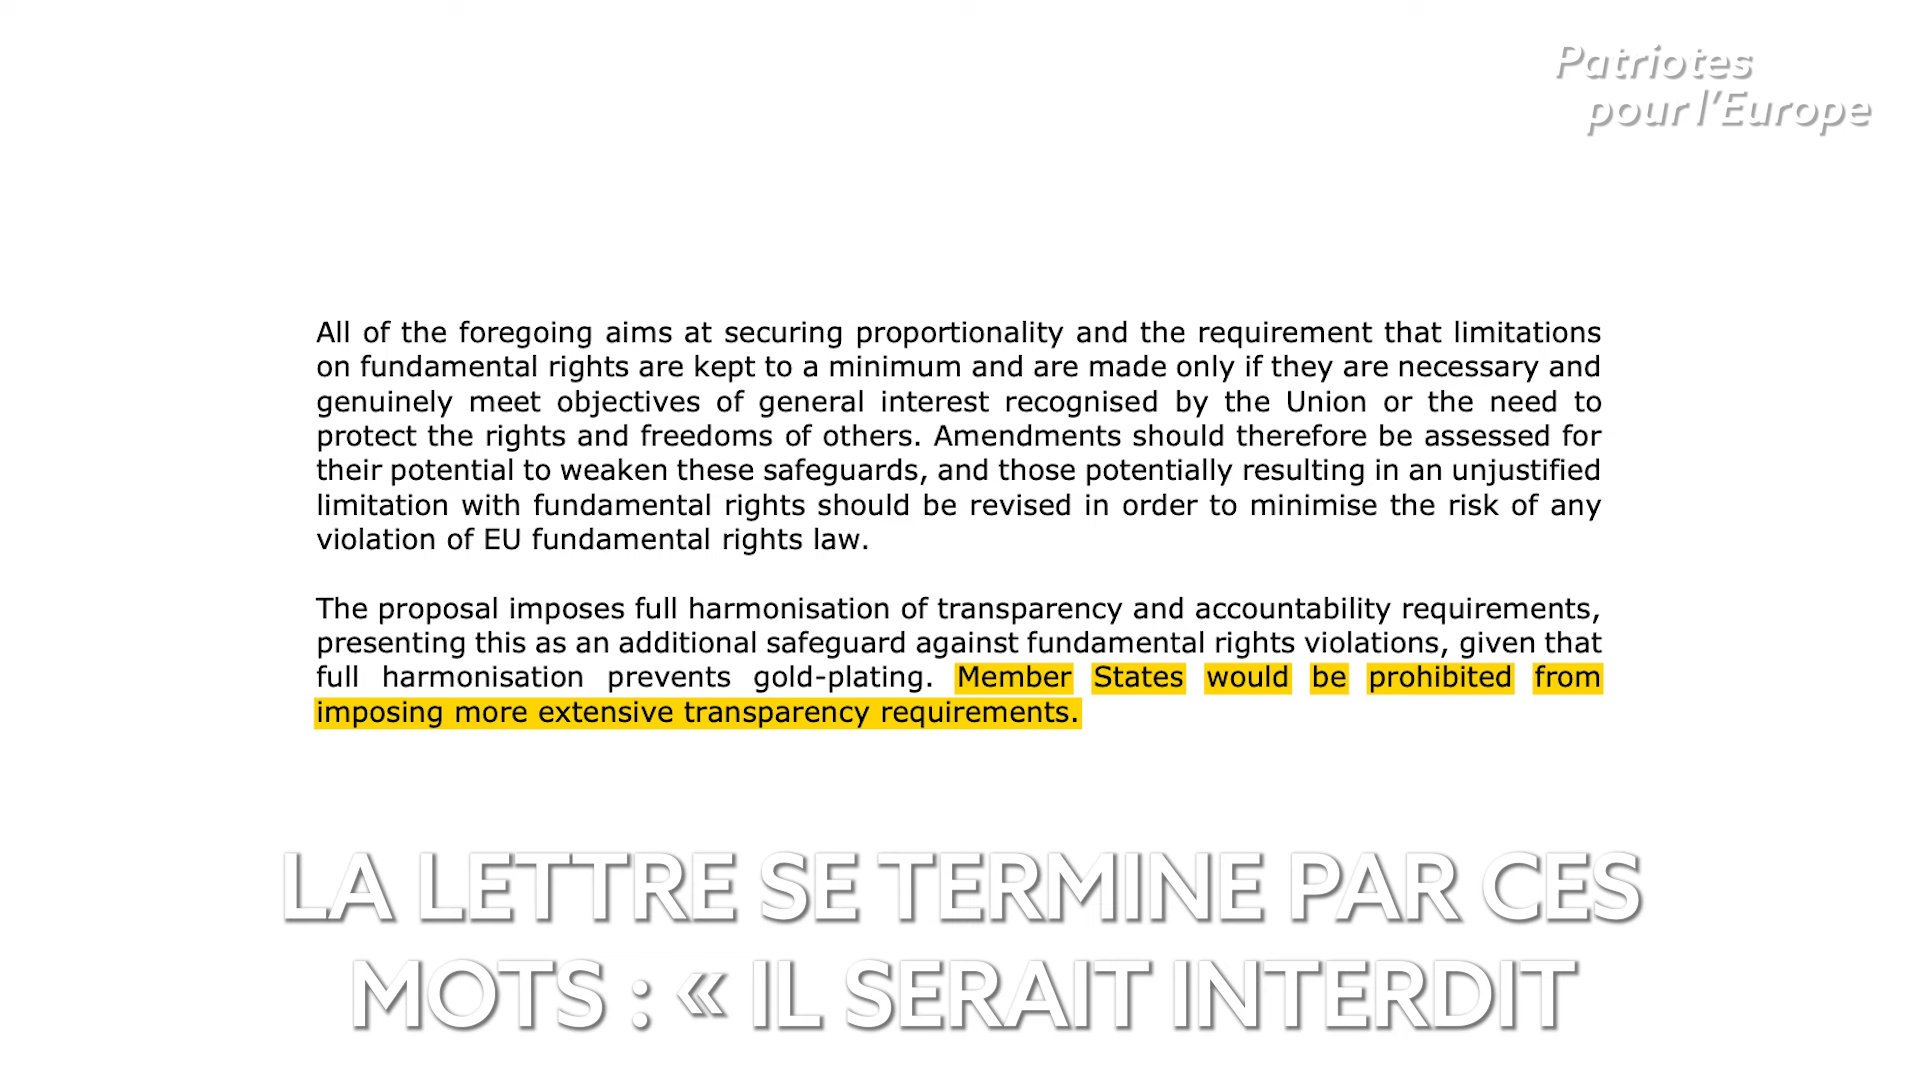 Patriotes
pour l'Europe
All of the foregoing aims at securing proportionality and the requirement that limitations
on fundamental rights are kept to a minimum and are made only if they are necessary and
genuinely meet objectives of general interest recognised by the Union or the need to
protect the rights and freedoms of others. Amendments should therefore be assessed for
their potential to weaken these safeguards, and those potentially resulting in an unjustified
limitation with fundamental rights should be revised in order to minimise the risk of any
violation of EU fundamental rights law.
The proposal imposes full harmonisation of transparency and accountability requirements,
presenting this as an additional safeguard against fundamental rights violations, given that
full harmonisation prevents gold-plating. Member States would be prohibited from
imposing more extensive transparency requirements.
LA LETTRE SE TERMINE PAR CES
MOTS : « IL SERAIT INTERDIT